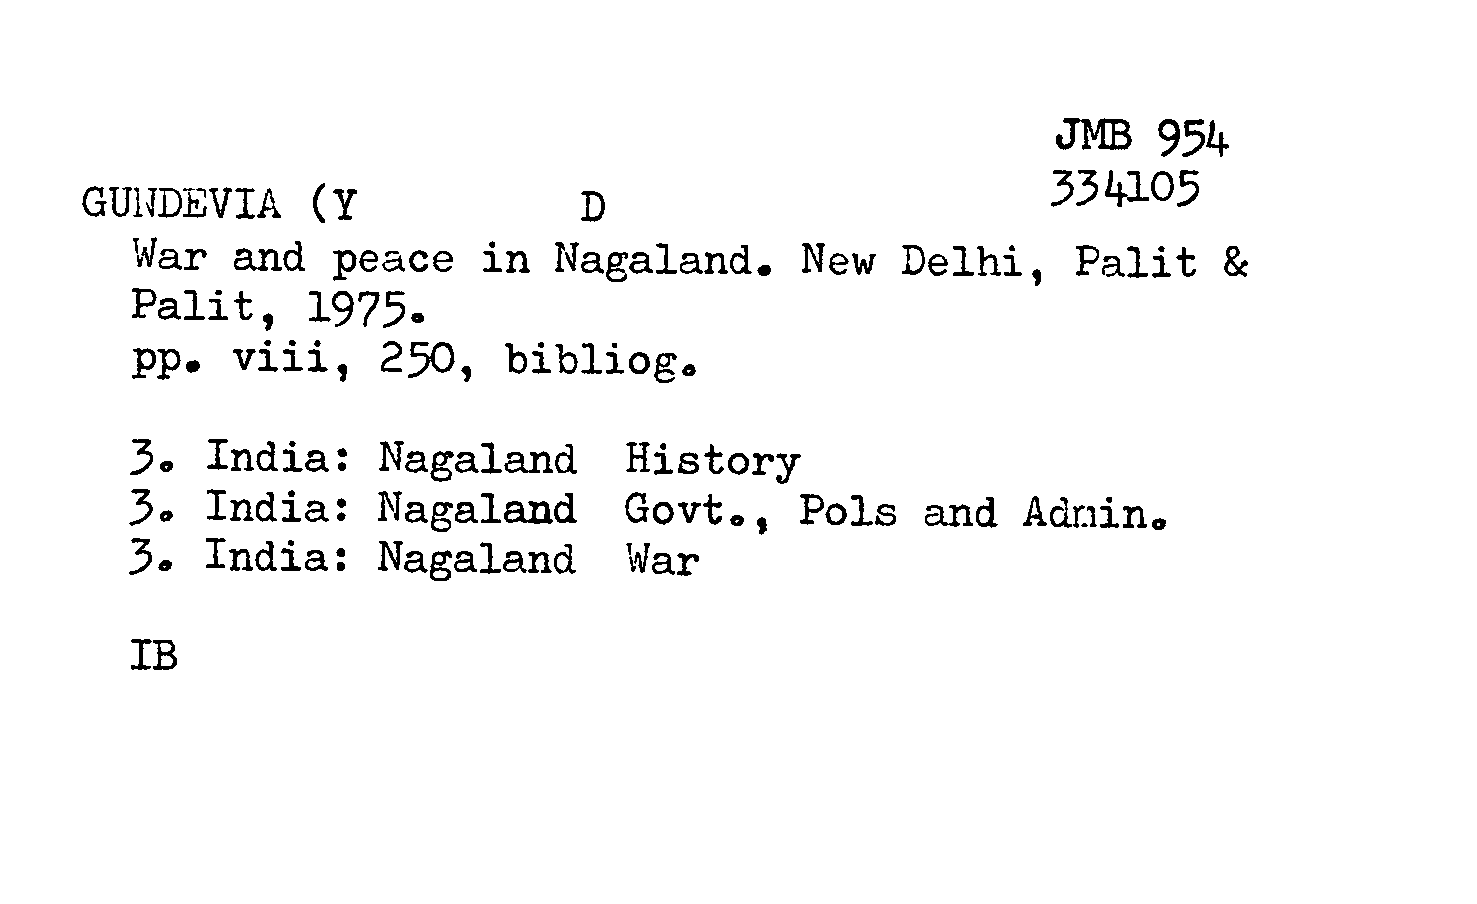 JMB 954
334105
GUNDEVIA (Y D
War and peace in Nagaland. New Delhi, Palit &
Palit, 1975.
pp. viii, 250, bibliog.
3. India: Nagaland History
3. India: Nagaland Govt., Pols and Admin.
3. India: Nagaland War
IB